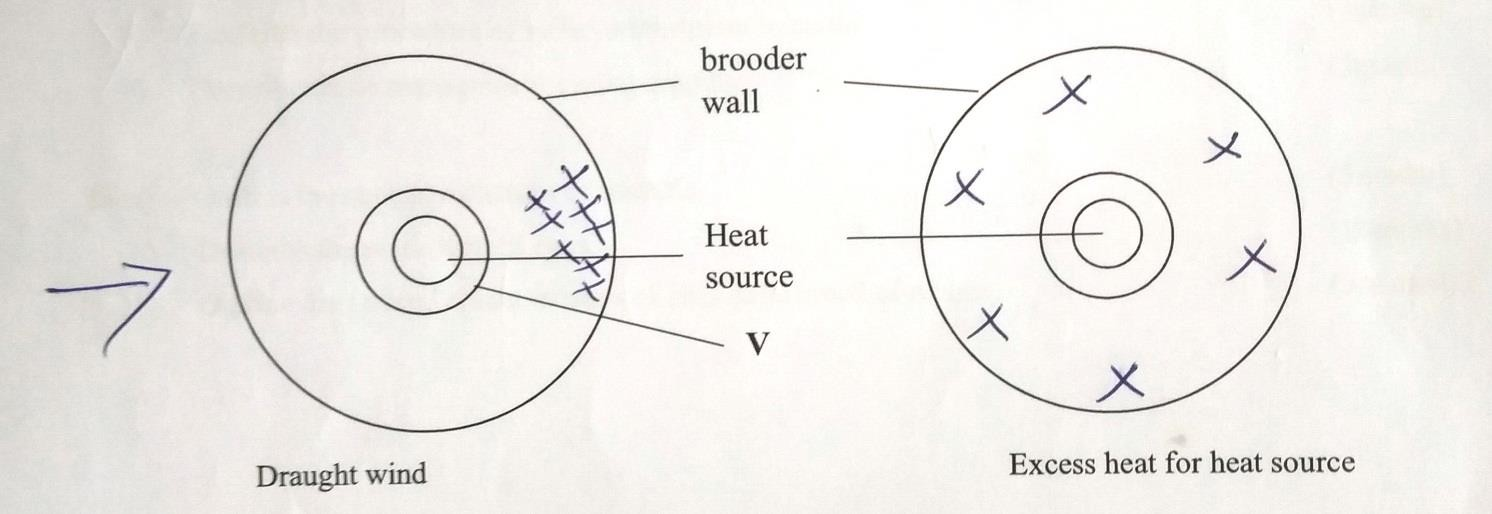 brooder
wall
Heat
source
V
Draught wind
Excess heat for heat source